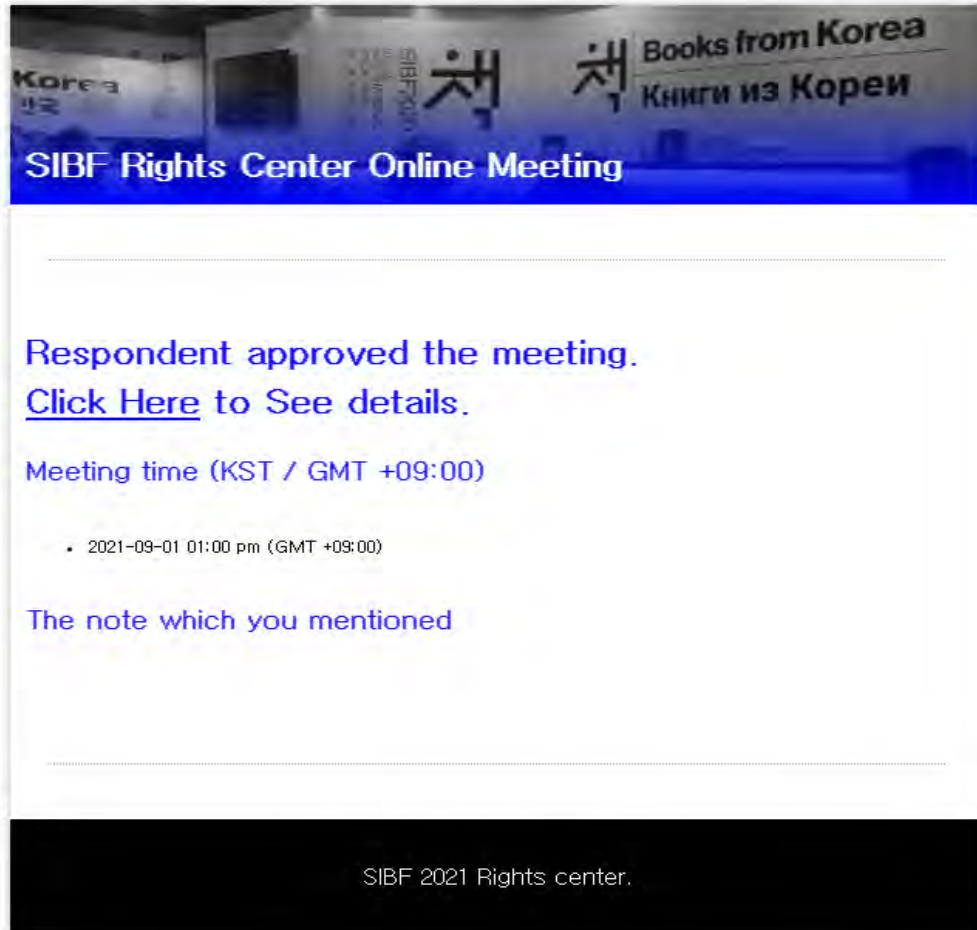 Books from Korea
Книги из Кореи
Korea
SIBF2020
책
책
SIBF Rights Center Online Meeting
Respondent approved the meeting.
Click Here to See details.
Meeting time (KST / GMT +09:00)
• 2021-09-01 01:00 pm (GMT +09:00)
The note which you mentioned
SIBF 2021 Rights center.